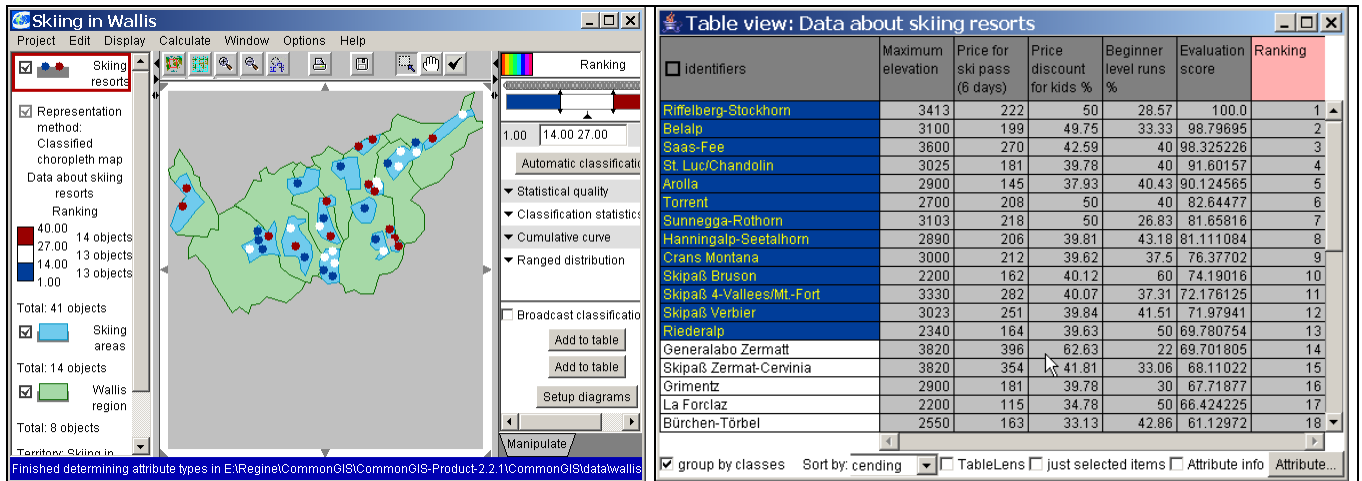 Skiing in Wallis
Project Edit Display Calculate Window Options Help
Skiing
resorts
Representation
method:
Classified
choropleth map
Data about skiing
resorts
Ranking
40.00 14 objects
27.00 13 objects
14.00 13 objects
1.00
Total: 41 objects
Skiing
areas
Total: 14 objects
Wallis
region
Total: 8 objects
Territory: Skiing in
Ranking
1.00 14.00 27.00
Automatic classificatio
Statistical quality
Classification statistics
Cumulative curve
Ranged distribution
Broadcast classificatio
Add to table
Add to table
Setup diagrams
Manipulate
Finished determining attribute types in E:\Regine\CommonGIS\CommonGIS-Product-2.2.1\CommonGIS\data\wallis
Table view: Data about skiing resorts
identifiers Maximum elevation Price for ski pass (6 days) Price discount for kids % Beginner level runs % Evaluation score Ranking
Riffelberg-Stockhorn 3413 222 50 28.57 100.0 1
Belalp 3100 199 49.75 33.33 98.79695 2
Saas-Fee 3600 270 42.59 40 98.325226 3
St. Luc/Chandolin 3025 181 39.78 40 91.60157 4
Arolla 2900 145 37.93 40.43 90.124565 5
Torrent 2700 208 50 40 82.64477 6
Sunnegga-Rothorn 3103 218 50 26.83 81.65816 7
Hanningalp-Seetalhorn 2890 206 39.81 43.18 81.111084 8
Crans Montana 3000 212 39.62 37.5 76.37702 9
Skipaß Bruson 2200 162 40.12 60 74.19016 10
Skipaß 4-Vallees/Mt.-Fort 3330 282 40.07 37.31 72.176125 11
Skipaß Verbier 3023 251 39.84 41.51 71.97941 12
Riederalp 2340 164 39.63 50 69.780754 13
Generalabo Zermatt 3820 396 62.63 22 69.701805 14
Skipaß Zermat-Cervinia 3820 354 41.81 33.06 68.11022 15
Grimentz 2900 181 39.78 30 67.71877 16
La Forclaz 2200 115 34.78 50 66.424225 17
Bürchen-Törbel 2550 163 33.13 42.86 61.12972 18
group by classes Sort by: cending TableLens just selected items Attribute info Attribute...